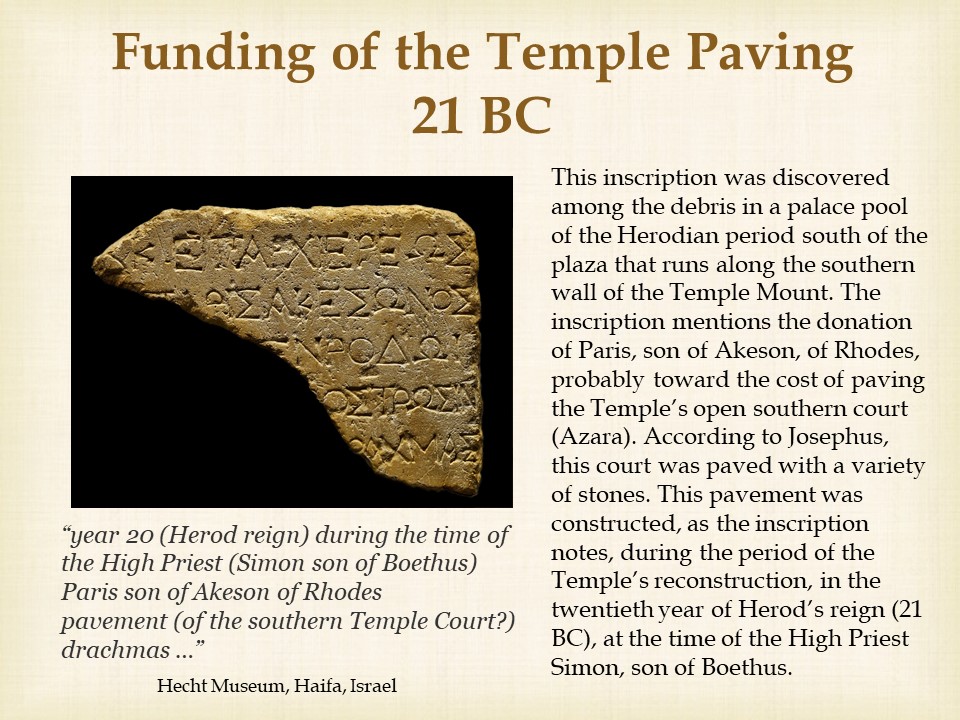 Funding of the Temple Paving
21 BC
ΕΠΑΡΧΙΕΡΕΩΣ
ΙΣΑΚΕΣΩΝΟΣ
ΕΝΡΟΔΩ
ΟΣΤΡΩΣΙΝ
ΡΑΧΜΑΣ
“year 20 (Herod reign) during the time of
the High Priest (Simon son of Boethus)
Paris son of Akeson of Rhodes
pavement (of the southern Temple Court?)
drachmas ...”
Hecht Museum, Haifa, Israel
This inscription was discovered
among the debris in a palace pool
of the Herodian period south of the
plaza that runs along the southern
wall of the Temple Mount. The
inscription mentions the donation
of Paris, son of Akeson, of Rhodes,
probably toward the cost of paving
the Temple’s open southern court
(Azara). According to Josephus,
this court was paved with a variety
of stones. This pavement was
constructed, as the inscription
notes, during the period of the
Temple’s reconstruction, in the
twentieth year of Herod’s reign (21
BC), at the time of the High Priest
Simon, son of Boethus.